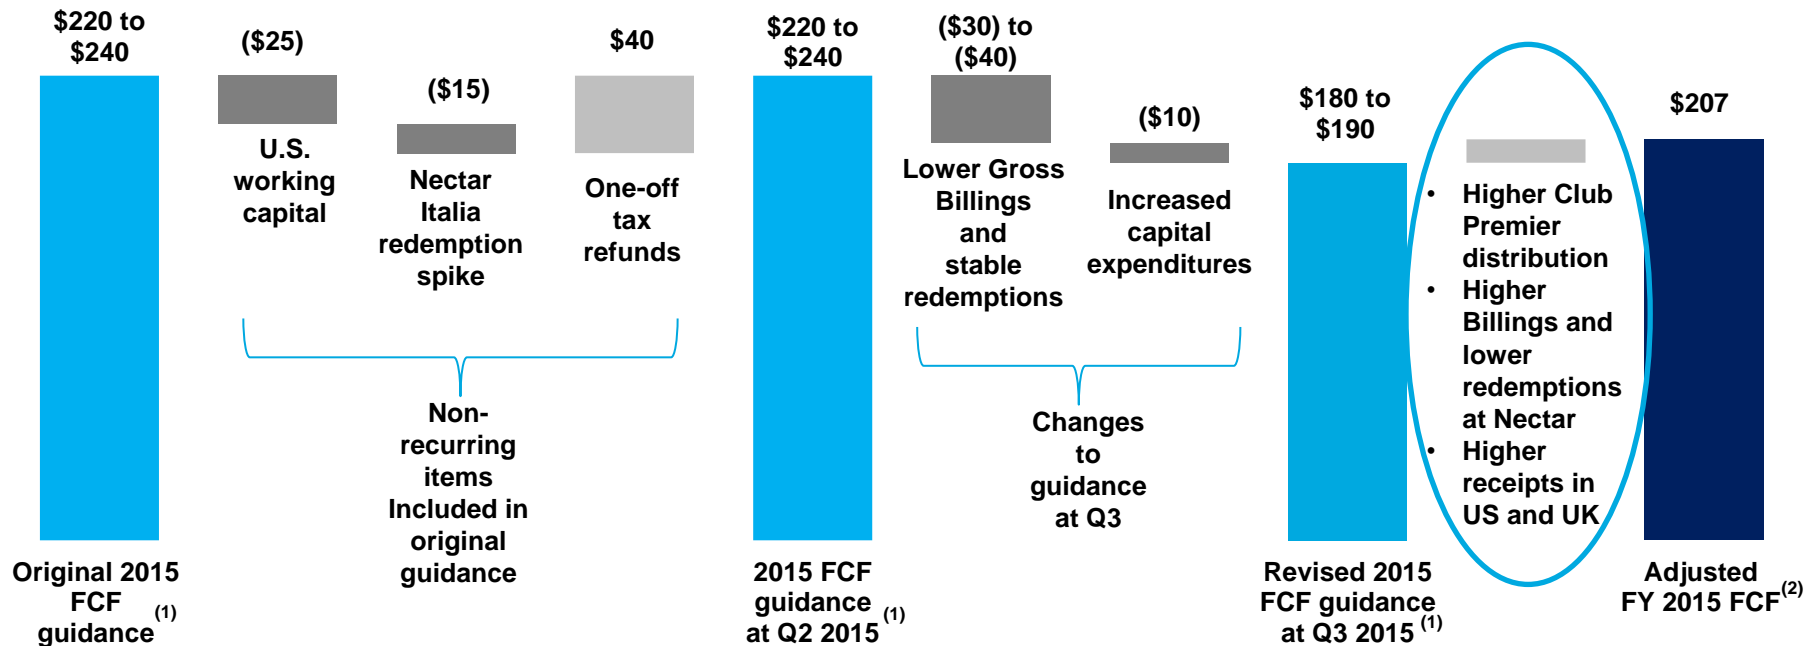 $220 to
$240
Original 2015
FCF
guidance (1)
($25)
U.S.
working
capital
($15)
Nectar
Italia
redemption
spike
$40
One-off
tax
refunds
Non-
recurring
items
Included in
original
guidance
$220 to
$240
2015 FCF
guidance
at Q2 2015 (1)
($30) to
($40)
Lower Gross
Billings
and
stable
redemptions
($10)
Increased
capital
expenditures
Changes
to
guidance
at Q3
$180 to
$190
Revised 2015
FCF guidance
at Q3 2015 (1)
• Higher Club
Premier
distribution
• Higher
Billings and
lower
redemptions
at Nectar
• Higher
receipts in
US and UK
$207
Adjusted
FY 2015 FCF(2)